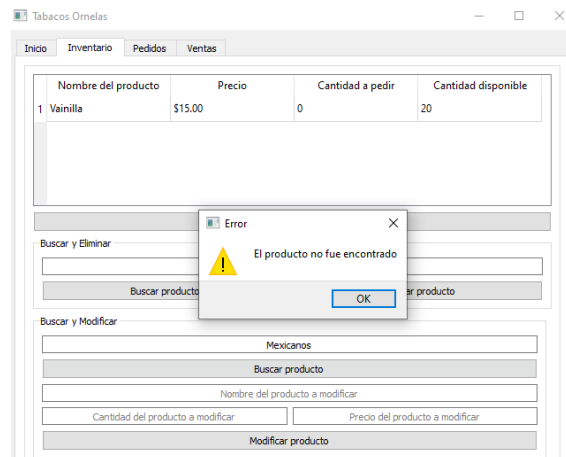 Tabacos Ornelas
Inicio Inventario Pedidos Ventas
Nombre del producto Precio Cantidad a pedir Cantidad disponible
1 Vainilla $15.00 0 20
Error
El producto no fue encontrado
OK
Buscar y Eliminar
Buscar producto producto
Buscar y Modificar
Mexicanos
Buscar producto
Nombre del producto a modificar
Cantidad del producto a modificar Precio del producto a modificar
Modificar producto